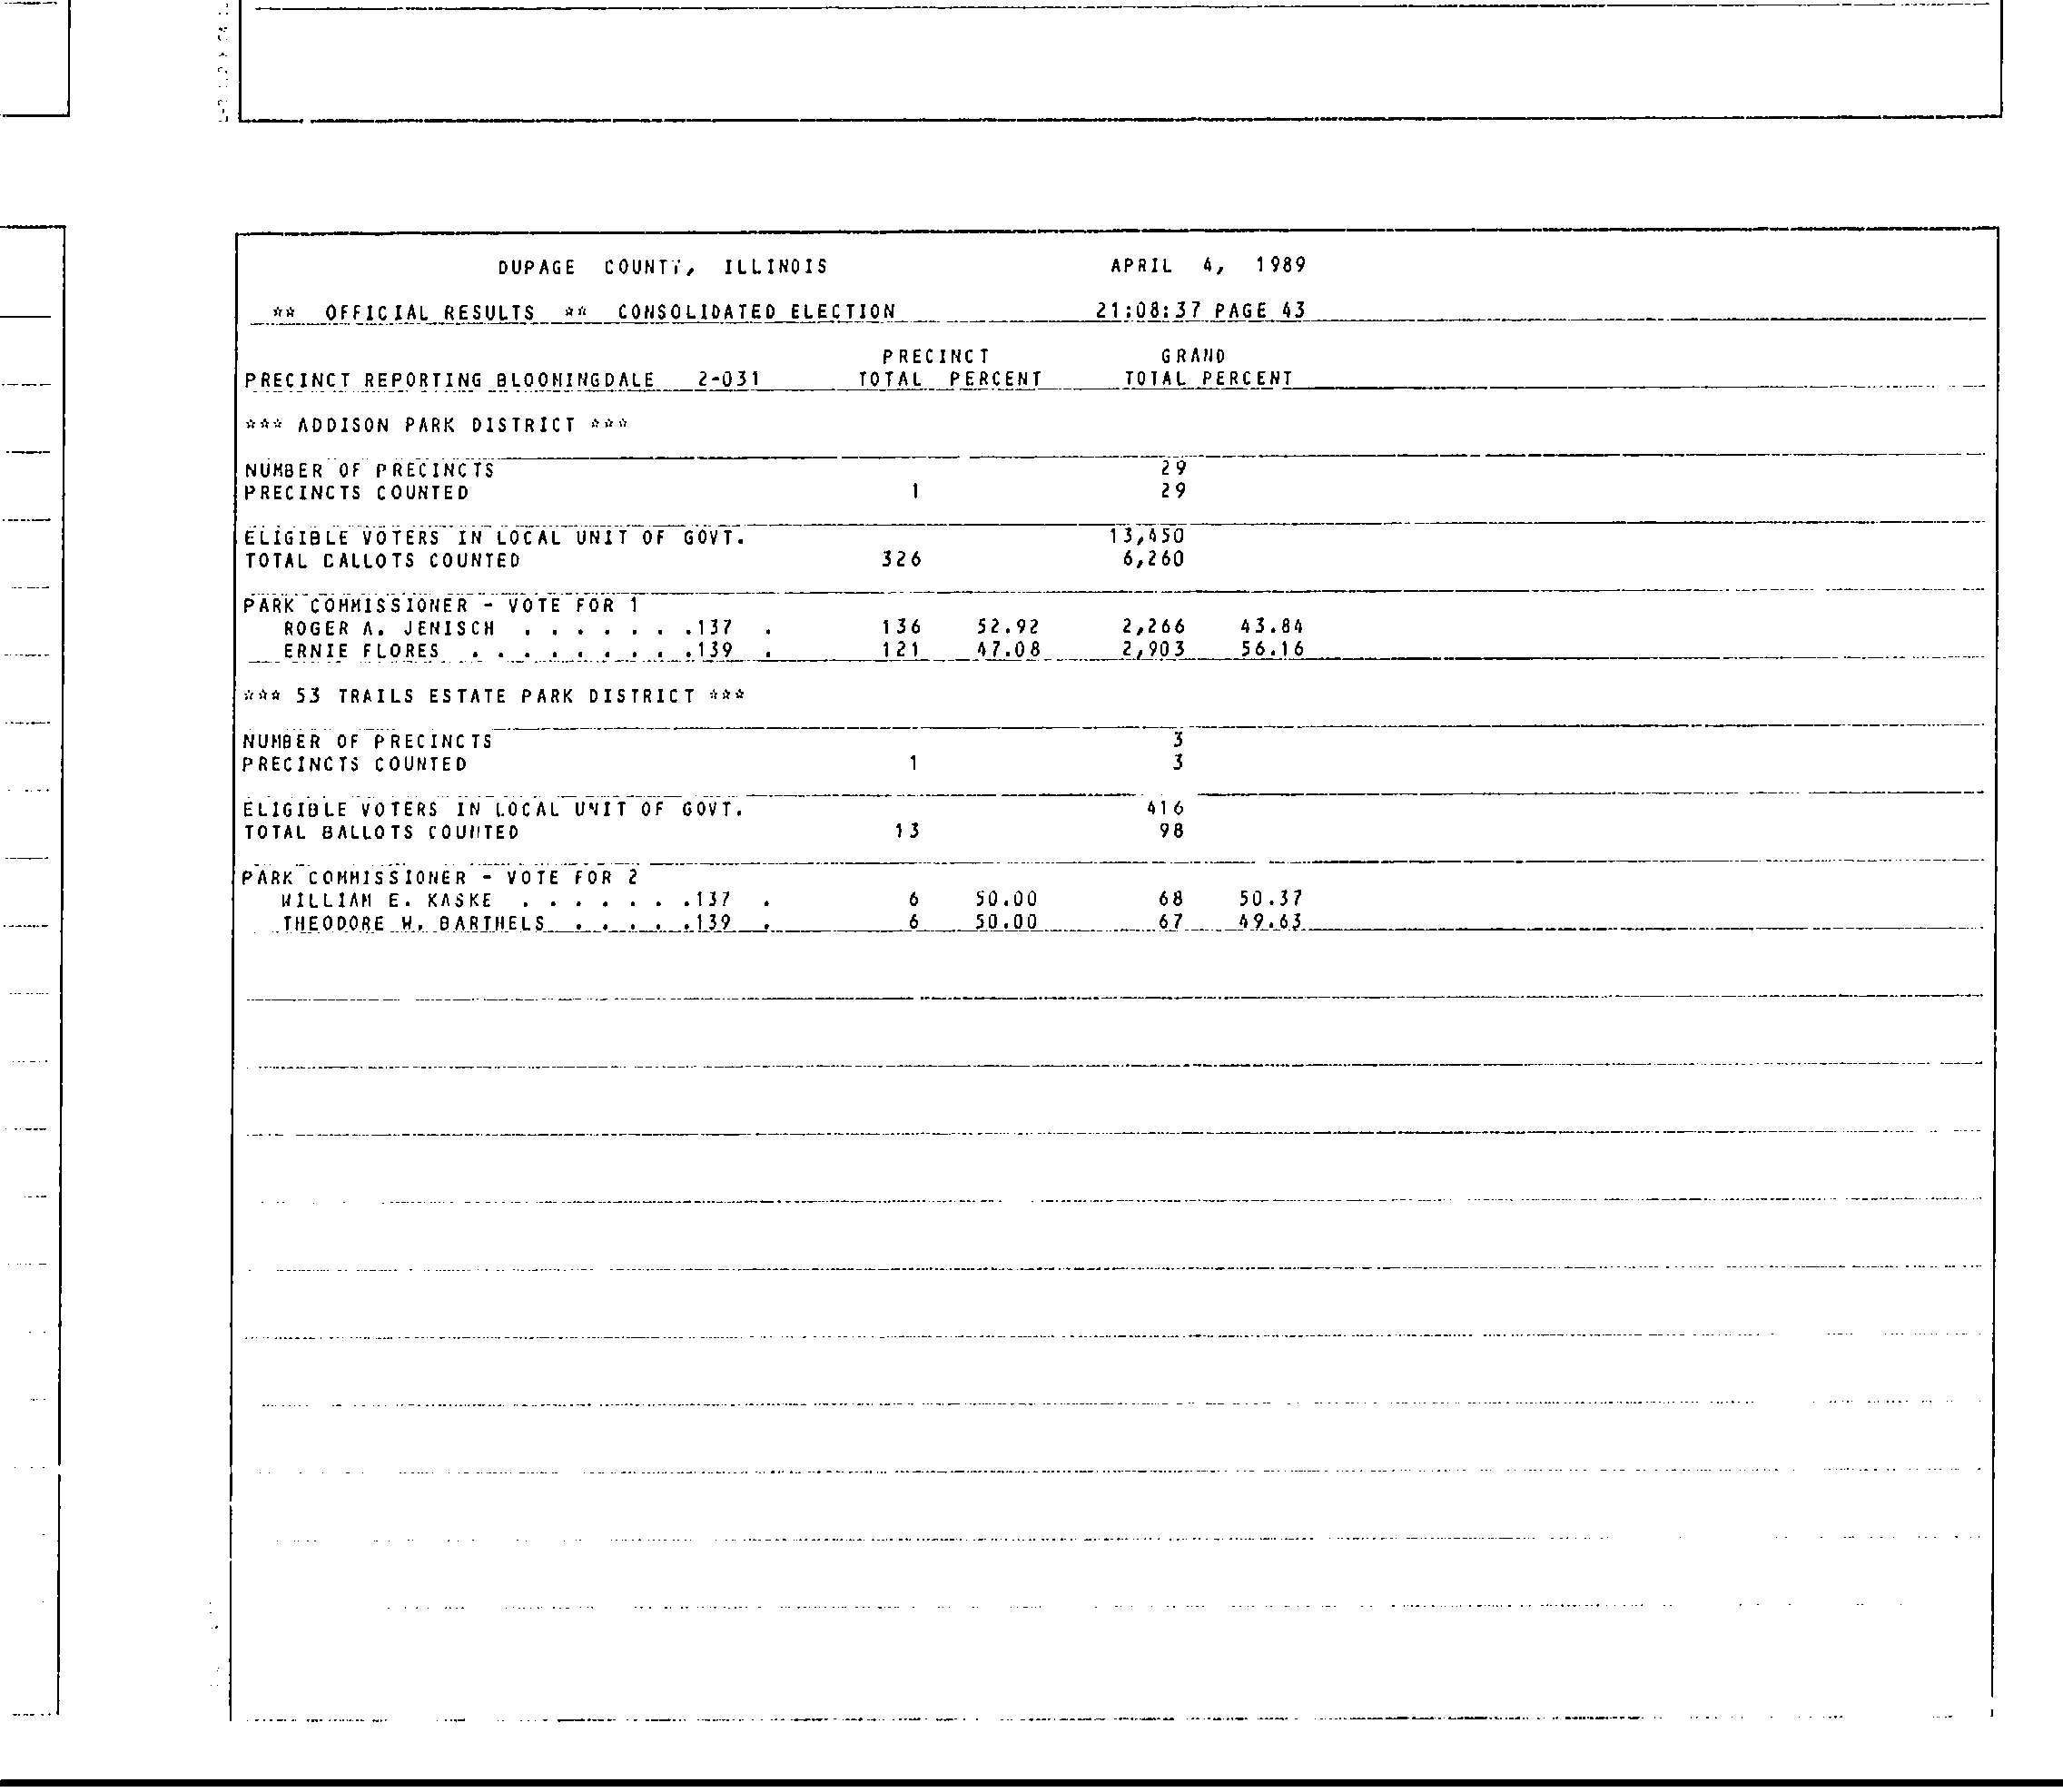 DUPAGE COUNTY, ILLINOIS APRIL 4, 1989
** OFFICIAL RESULTS ** CONSOLIDATED ELECTION 21:08:37 PAGE 43
PRECINCT GRAND
PRECINCT REPORTING BLOOMINGDALE 2-031 TOTAL PERCENT TOTAL PERCENT
*** ADDISON PARK DISTRICT ***
NUMBER OF PRECINCTS 29
PRECINCTS COUNTED 1 29
ELIGIBLE VOTERS IN LOCAL UNIT OF GOVT. 13,450
TOTAL BALLOTS COUNTED 326 6,260
PARK COMMISSIONER - VOTE FOR 1
ROGER A. JENISCH . . . . . . .137 . 136 52.92 2,266 43.84
ERNIE FLORES . . . . . . . . .139 . 121 47.08 2,903 56.16
*** 53 TRAILS ESTATE PARK DISTRICT ***
NUMBER OF PRECINCTS 3
PRECINCTS COUNTED 1 3
ELIGIBLE VOTERS IN LOCAL UNIT OF GOVT. 416
TOTAL BALLOTS COUNTED 13 98
PARK COMMISSIONER - VOTE FOR 2
WILLIAM E. KASKE . . . . . . .137 . 6 50.00 68 50.37
THEODORE W. BARTHELS . . . . .139 . 6 50.00 67 49.63